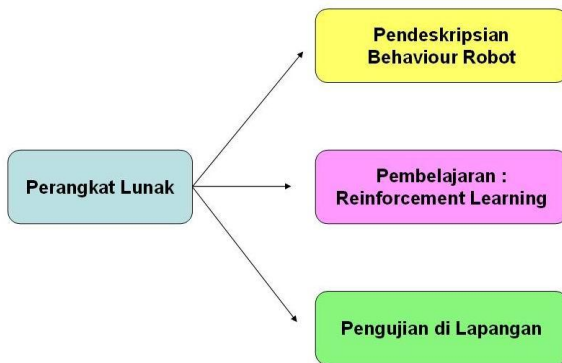 Pendeskripsian
Behaviour Robot
Perangkat Lunak
Pembelajaran :
Reinforcement Learning
Pengujian di Lapangan